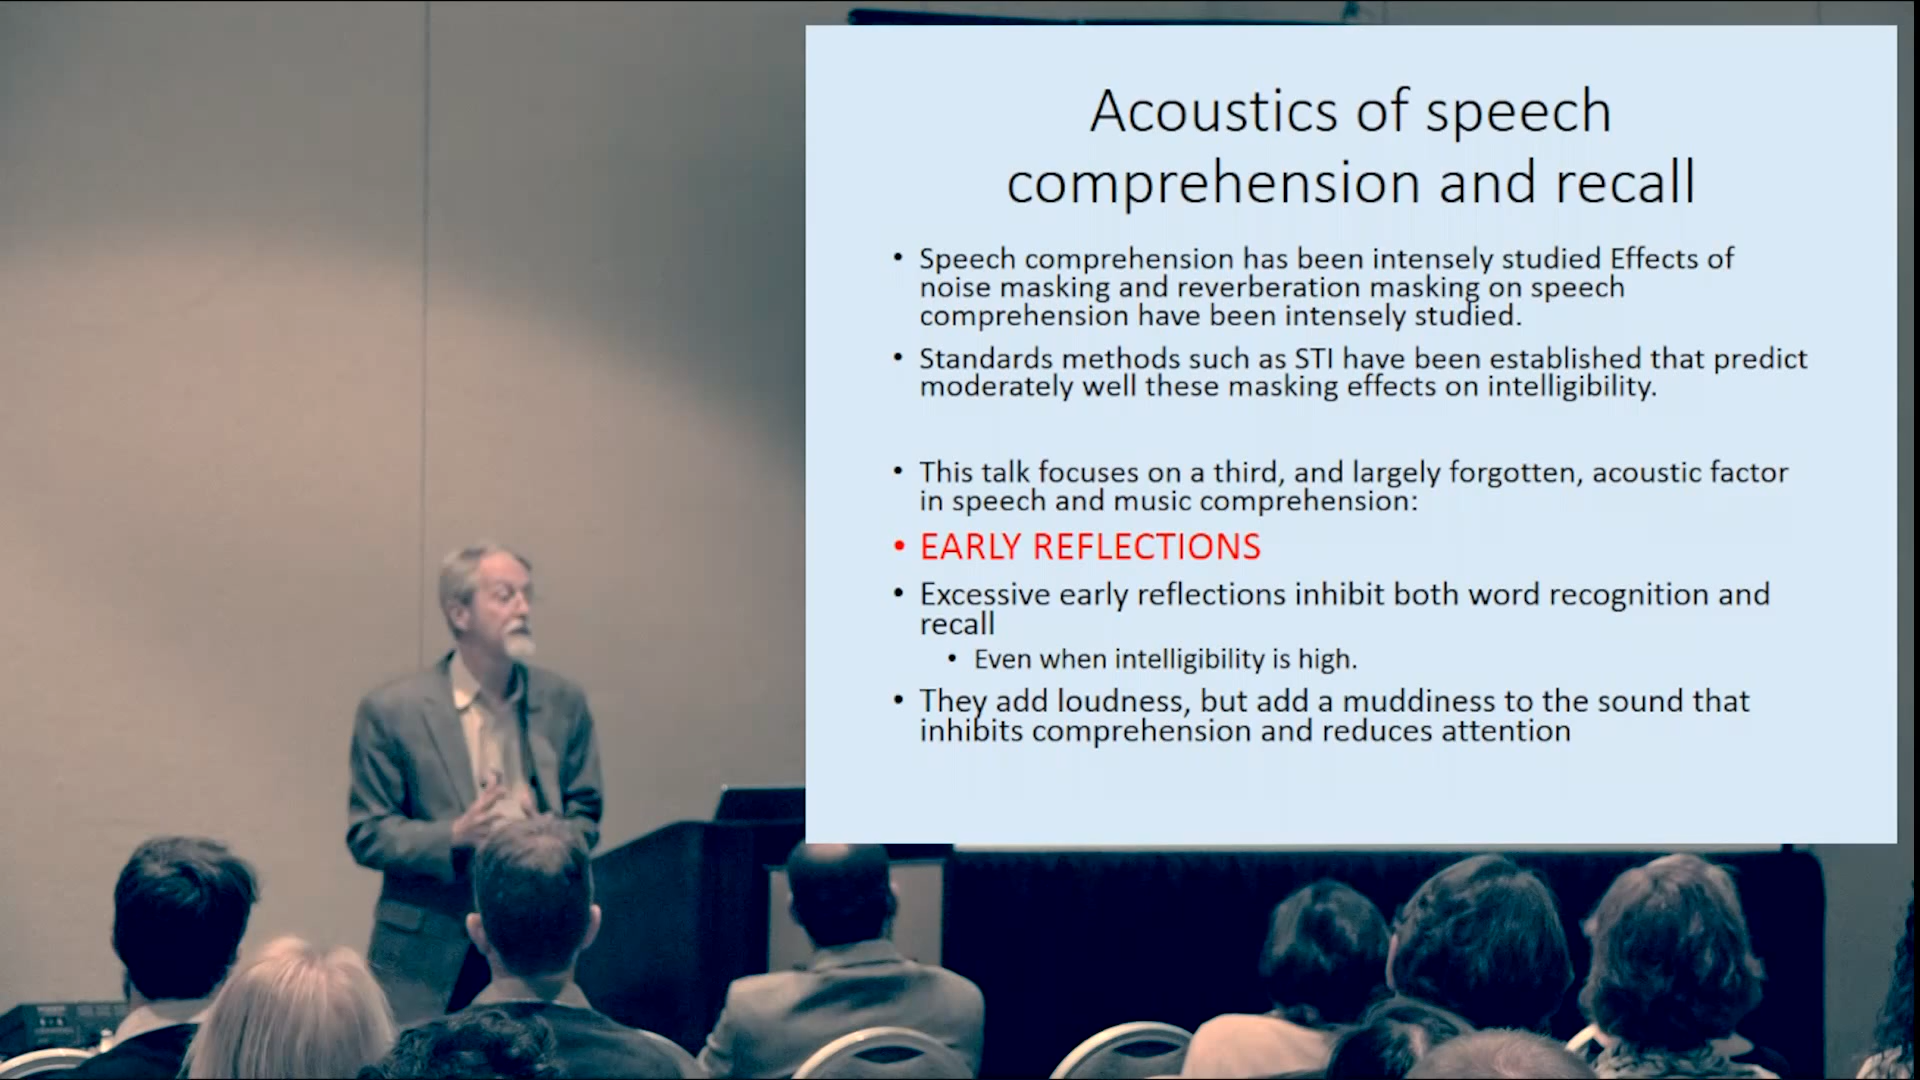 Acoustics of speech
comprehension and recall
• Speech comprehension has been intensely studied Effects of
noise masking and reverberation masking on speech
comprehension have been intensely studied.
• Standards methods such as STI have been established that predict
moderately well these masking effects on intelligibility.
• This talk focuses on a third, and largely forgotten, acoustic factor
in speech and music comprehension:
• EARLY REFLECTIONS
• Excessive early reflections inhibit both word recognition and
recall
• Even when intelligibility is high.
• They add loudness, but add a muddiness to the sound that
inhibits comprehension and reduces attention